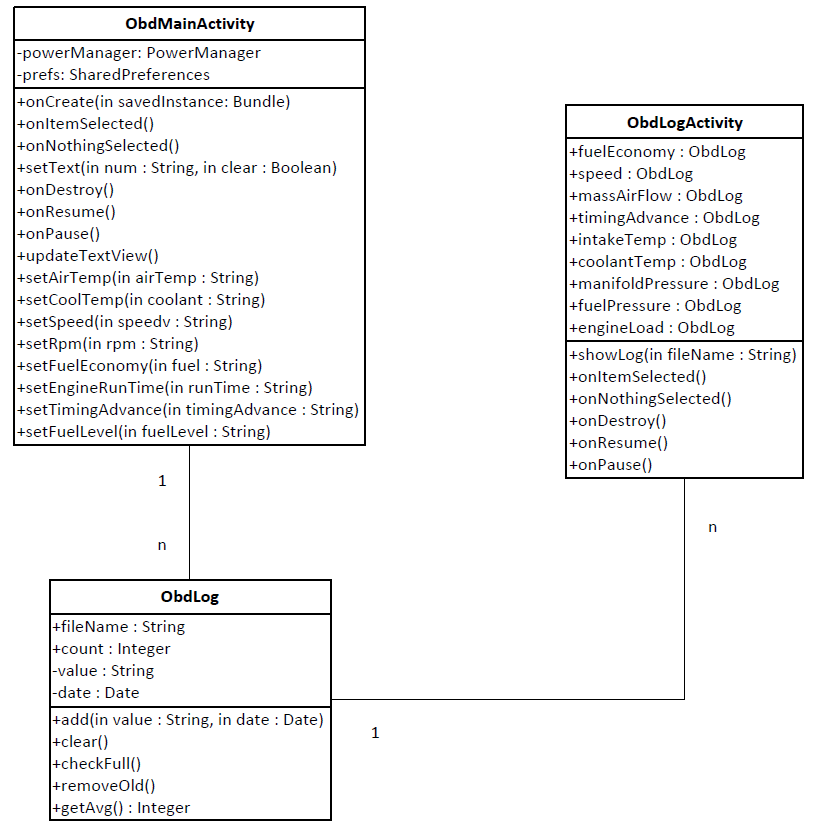 ObdMainActivity
-powerManager: PowerManager
-prefs: SharedPreferences
+onCreate(in savedInstance: Bundle)
+onItemSelected()
+onNothingSelected()
+setText(in num : String, in clear : Boolean)
+onDestroy()
+onResume()
+onPause()
+updateTextView()
+setAirTemp(in airTemp : String)
+setCoolTemp(in coolant : String)
+setSpeed(in speedv : String)
+setRpm(in rpm : String)
+setFuelEconomy(in fuel : String)
+setEngineRunTime(in runTime : String)
+setTimingAdvance(in timingAdvance : String)
+setFuelLevel(in fuelLevel : String)
ObdLogActivity
+fuelEconomy : ObdLog
+speed : ObdLog
+massAirFlow : ObdLog
+timingAdvance : ObdLog
+intakeTemp : ObdLog
+coolantTemp : ObdLog
+manifoldPressure : ObdLog
+fuelPressure : ObdLog
+engineLoad : ObdLog
+showLog(in fileName : String)
+onItemSelected()
+onNothingSelected()
+onDestroy()
+onResume()
+onPause()
1
n
n
ObdLog
+fileName : String
+count : Integer
-value : String
-date : Date
+add(in value : String, in date : Date)
+clear()
+checkFull()
+removeOld()
+getAvg() : Integer
1